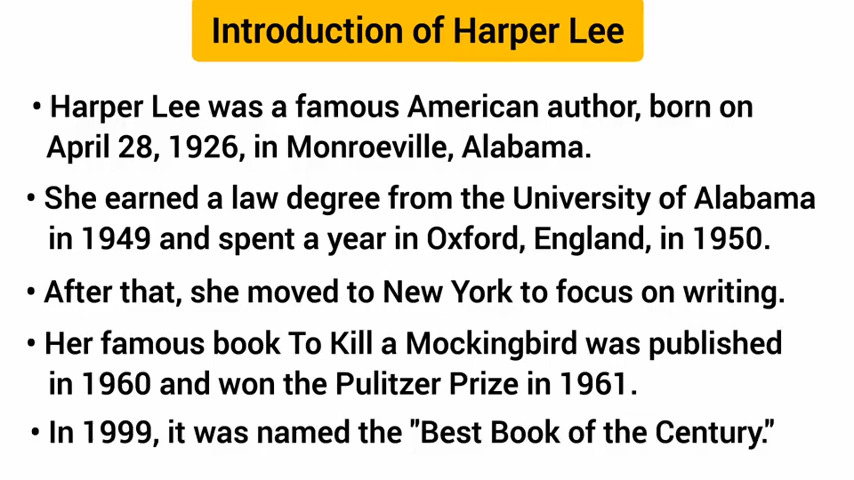 Introduction of Harper Lee
• Harper Lee was a famous American author, born on
April 28, 1926, in Monroeville, Alabama.
• She earned a law degree from the University of Alabama
in 1949 and spent a year in Oxford, England, in 1950.
• After that, she moved to New York to focus on writing.
• Her famous book To Kill a Mockingbird was published
in 1960 and won the Pulitzer Prize in 1961.
• In 1999, it was named the "Best Book of the Century."